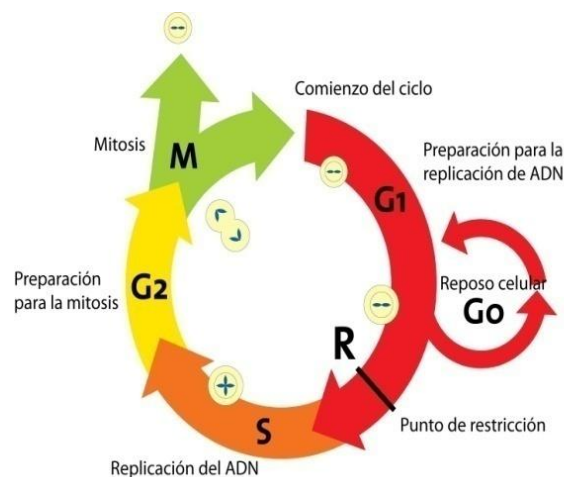 Comienzo del ciclo
Mitosis
M
G1
Preparación para la
replicación de ADN
Reposo celular
G0
Preparación
para la mitosis
G2
R
Punto de restricción
S
Replicación del ADN